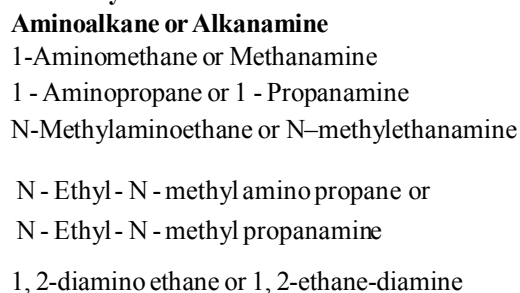 Aminoalkane or Alkanamine
1-Aminomethane or Methanamine
1 - Aminopropane or 1 - Propanamine
N-Methylaminoethane or N–methylethanamine
N - Ethyl - N - methyl amino propane or
N - Ethyl - N - methyl propanamine
1, 2-diamino ethane or 1, 2-ethane-diamine